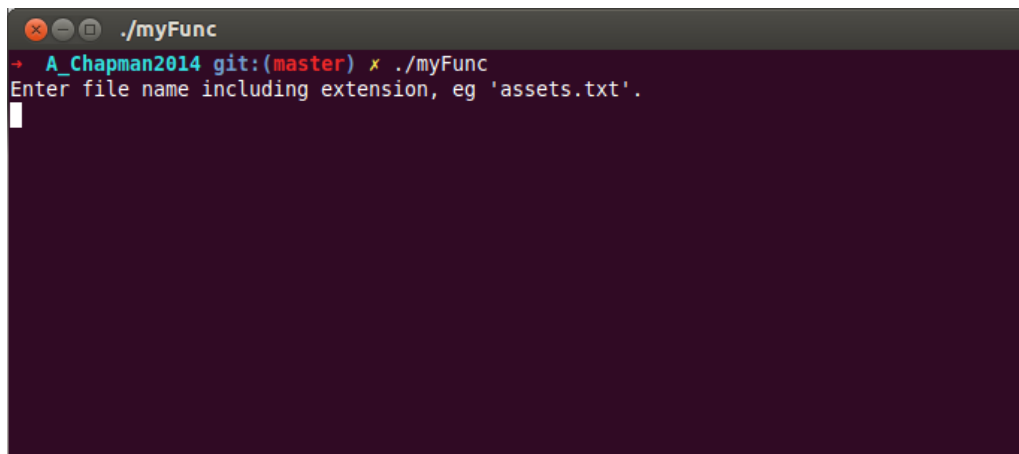 ./myFunc
→ A_Chapman2014 git:(master) ✗ ./myFunc
Enter file name including extension, eg 'assets.txt'.